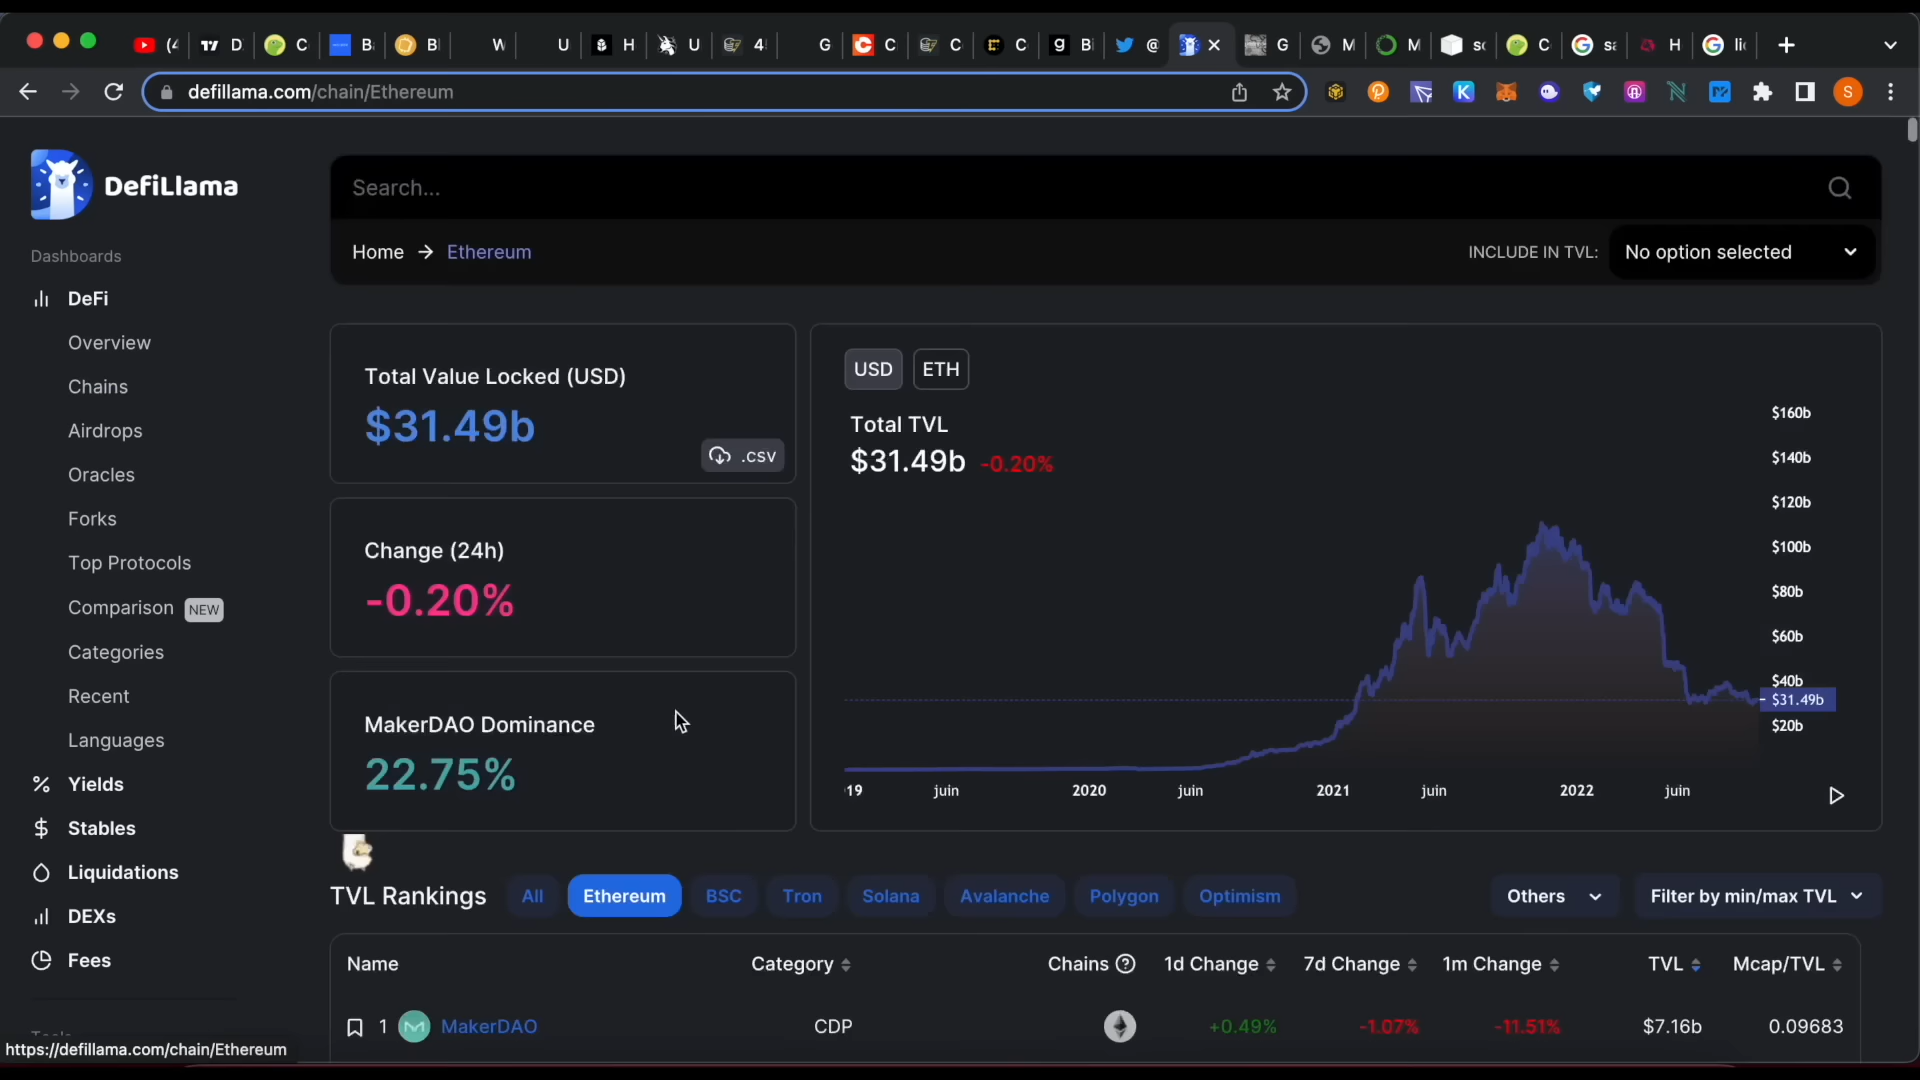 (4
D
C
B
B
W
U
H
U
4
G
C
C
C
g Bi
@
G
M
M
sc
C
sa
H
G li
defillama.com/chain/Ethereum
S
DefiLlama
Search...
Dashboards
Home → Ethereum
INCLUDE IN TVL: No option selected
DeFi
Overview
Chains
Airdrops
Oracles
Forks
Top Protocols
Comparison NEW
Categories
Recent
Languages
Yields
Stables
Liquidations
DEXs
Fees
Total Value Locked (USD)
$31.49b
.csv
Change (24h)
-0.20%
MakerDAO Dominance
22.75%
USD ETH
Total TVL
$31.49b -0.20%
$160b
$140b
$120b
$100b
$80b
$60b
$40b
$31.49b
$20b
19 juin 2020 juin 2021 juin 2022 juin
TVL Rankings All Ethereum BSC Tron Solana Avalanche Polygon Optimism Others Filter by min/max TVL
Name Category Chains 1d Change 7d Change 1m Change TVL Mcap/TVL
1 MakerDAO CDP +0.49% -1.07% -11.51% $7.16b 0.09683
https://defillama.com/chain/Ethereum